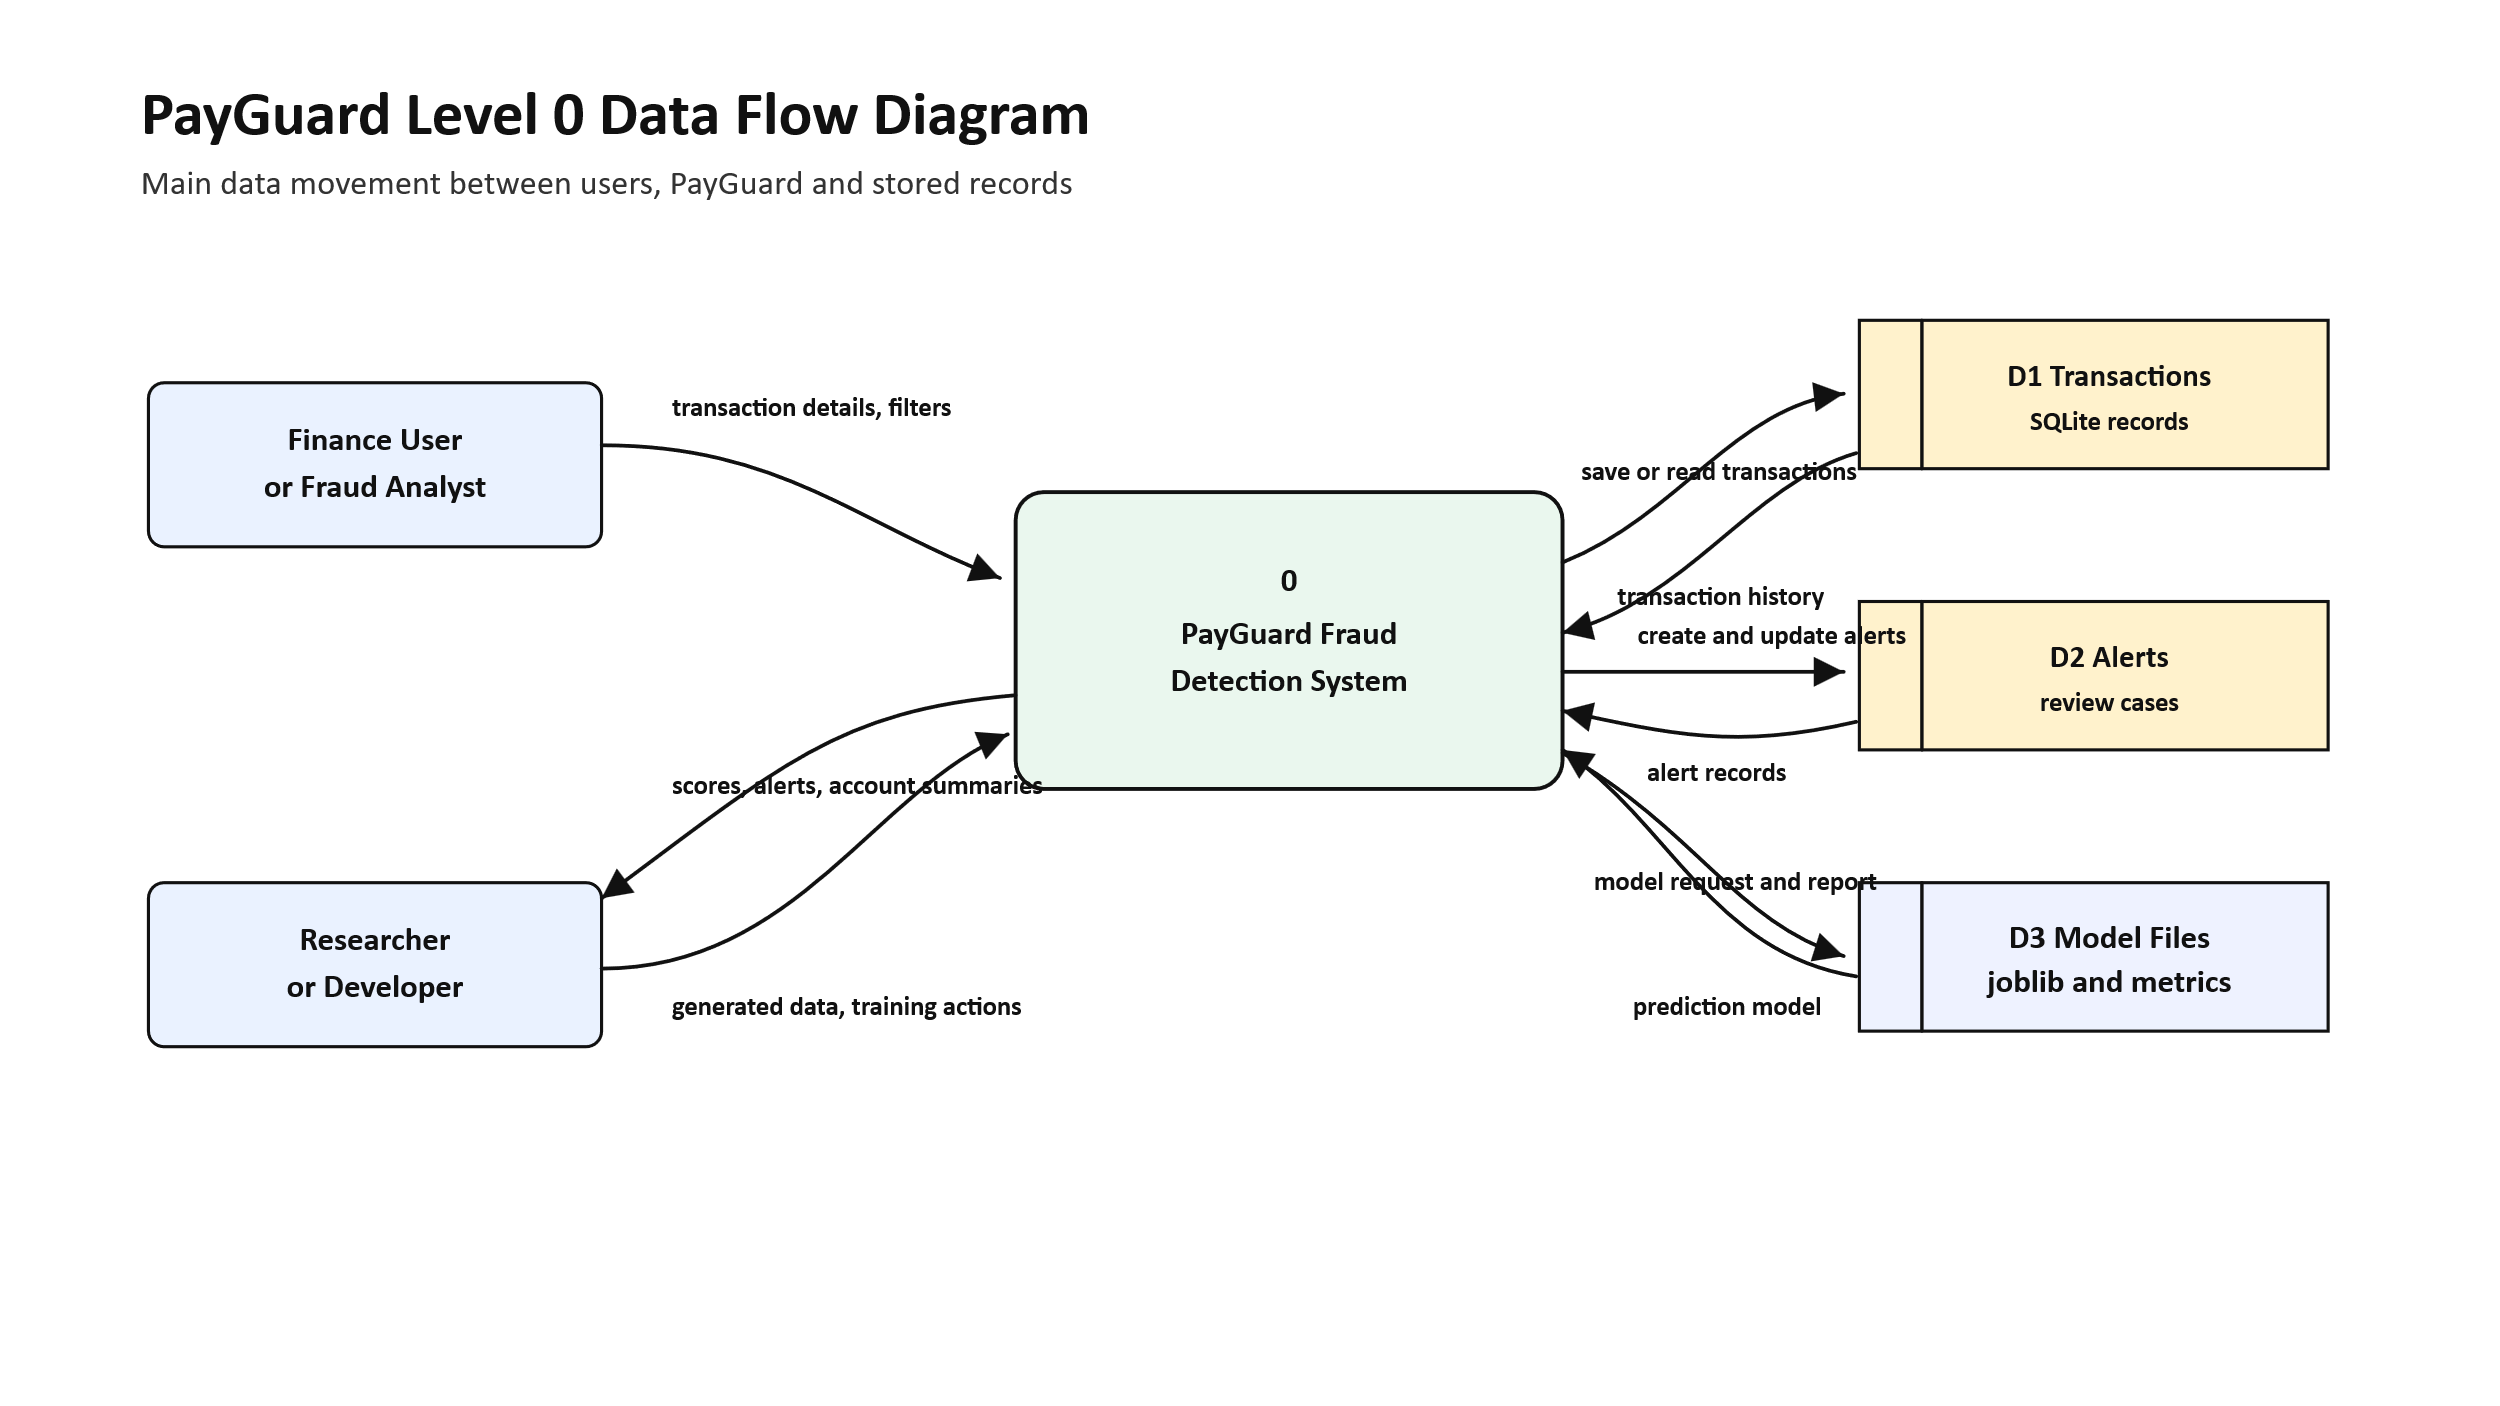 PayGuard Level 0 Data Flow Diagram
Main data movement between users, PayGuard and stored records
Finance User
or Fraud Analyst
transaction details, filters
0
PayGuard Fraud
Detection System
scores, alerts, account summaries
Researcher
or Developer
generated data, training actions
D1 Transactions
SQLite records
save or read transactions
transaction history
create and update alerts
D2 Alerts
review cases
alert records
model request and report
D3 Model Files
joblib and metrics
prediction model